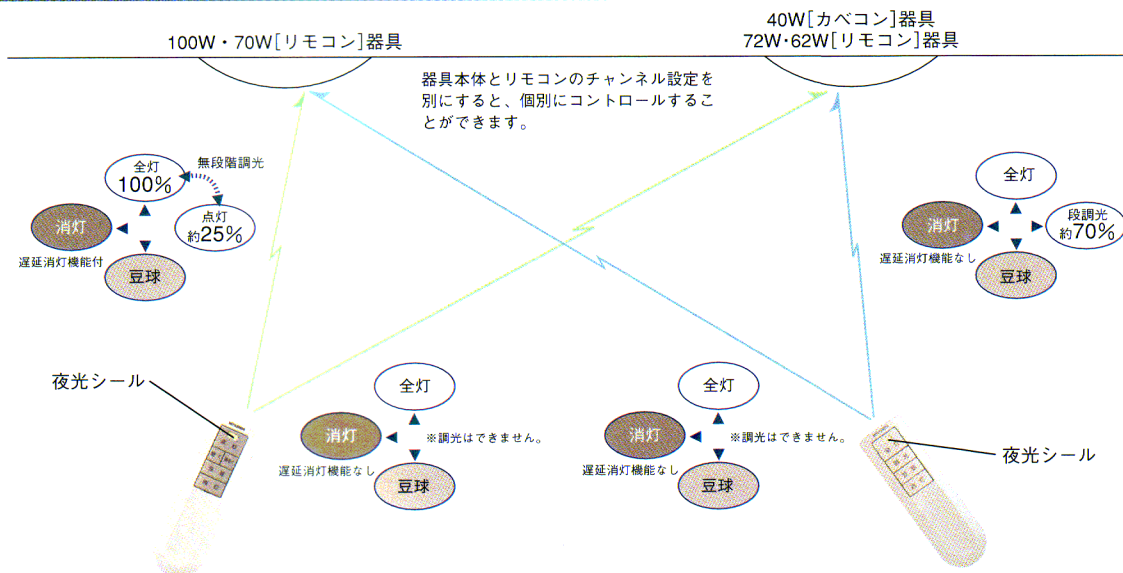 100W・70W[リモコン]器具
40W[カベコン]器具
72W・62W[リモコン]器具
器具本体とリモコンのチャンネル設定を
別にすると、個別にコントロールするこ
とができます。
全灯
100%
無段階調光
点灯
約25%
消灯
遅延消灯機能付
豆球
全灯
消灯
段調光
約70%
遅延消灯機能なし
豆球
夜光シール
全灯
消灯
※調光はできません。
遅延消灯機能なし
豆球
全灯
消灯
※調光はできません。
遅延消灯機能なし
豆球
夜光シール